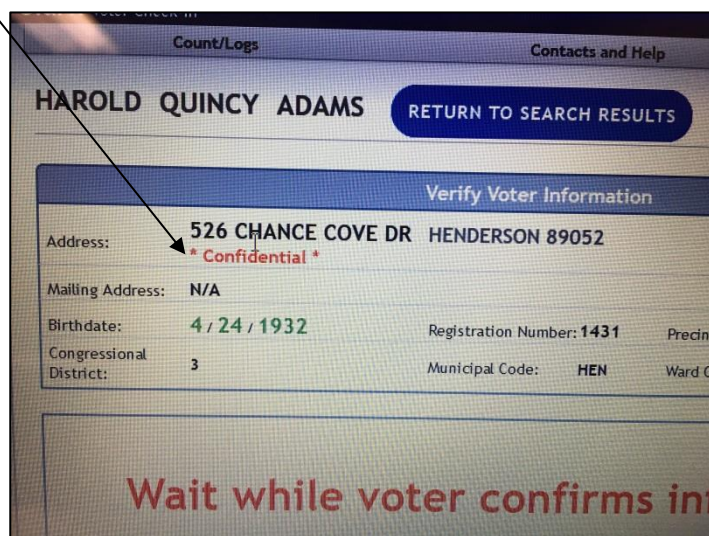 Count/Logs Contacts and Help
HAROLD QUINCY ADAMS RETURN TO SEARCH RESULTS
Verify Voter Information
Address: 526 CHANCE COVE DR HENDERSON 89052
* Confidential *
Mailing Address: N/A
Birthdate: 4 / 24 / 1932 Registration Number: 1431
Congressional District: 3 Municipal Code: HEN Ward
Wait while voter confirms